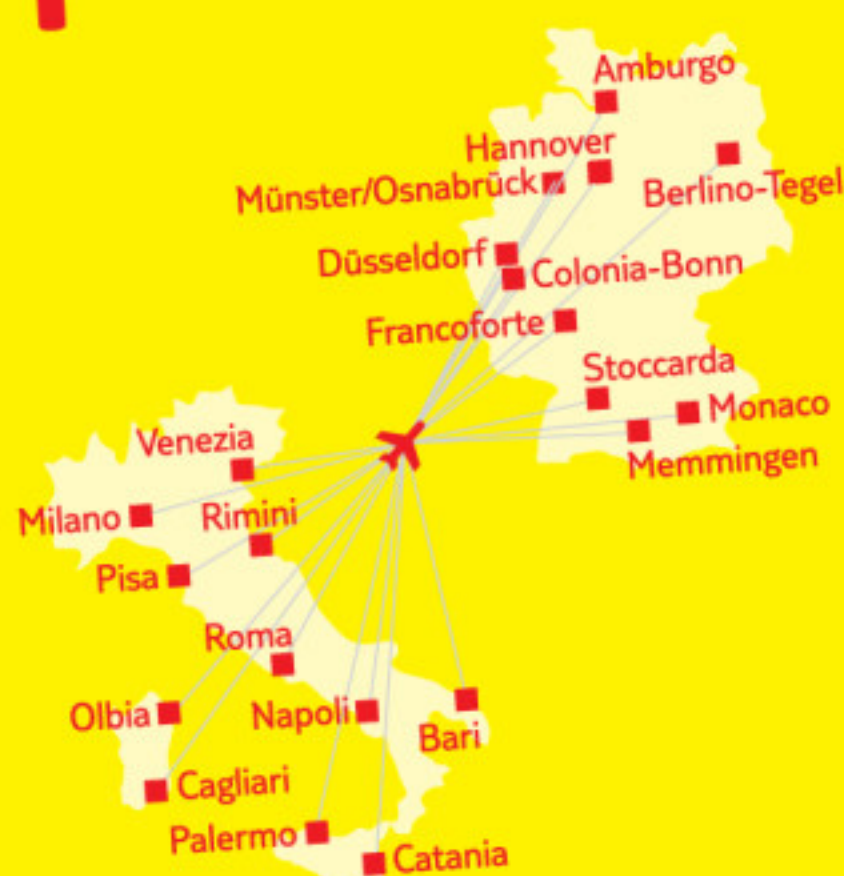 Amburgo
Hannover
Münster/Osnabrück
Berlino-Tegel
Düsseldorf
Colonia-Bonn
Francoforte
Stoccarda
Monaco
Memmingen
Venezia
Milano
Rimini
Pisa
Roma
Olbia
Napoli
Bari
Cagliari
Palermo
Catania